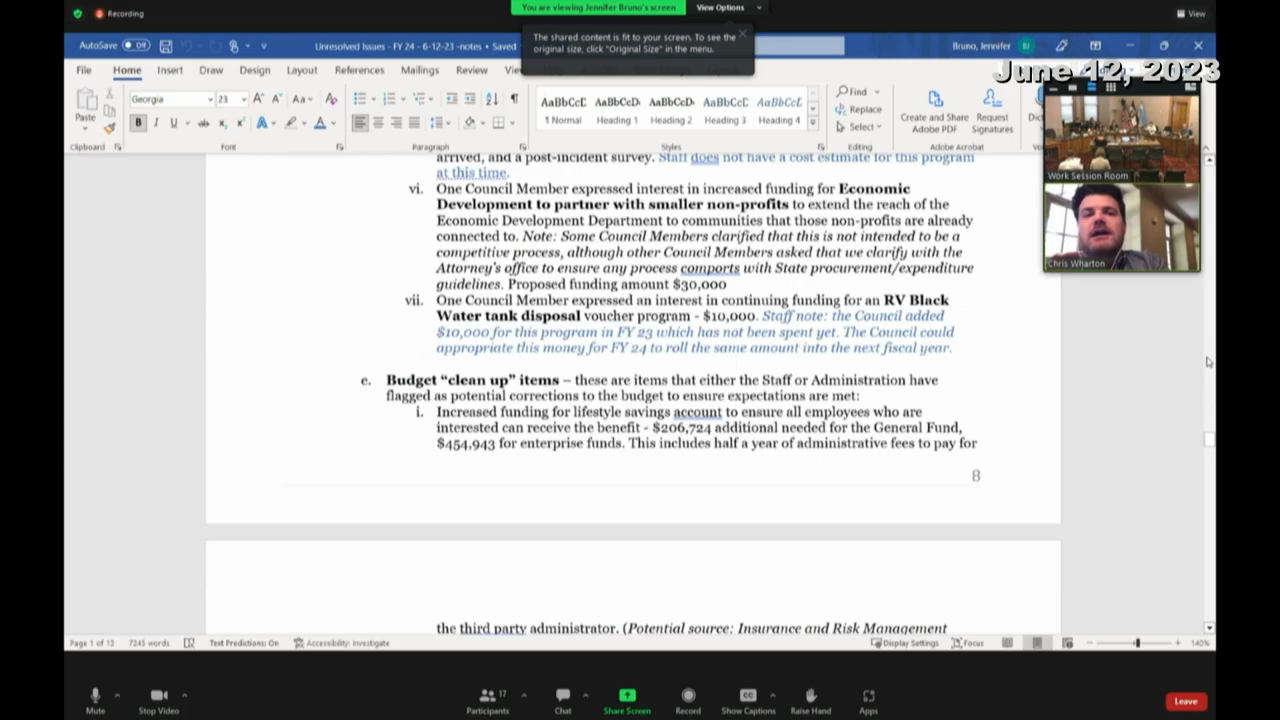 Recording
You are viewing Jennifer Bruno's screen
View Options
View
The shared content is fit to your screen. To see the
original size, click "Original Size" in the menu.
AutoSave Off
Unresolved Issues - FY 24 - 6-12-23 -notes • Saved
Bruno, Jennifer BJ
June 12, 2023
File Home Insert Draw Design Layout References Mailings Review
Paste
Georgia 23
Clipboard
Font
Paragraph
AaBbCcD AaBbCcDd AaBbCcDd AaBbCcD AaBbCcD
1 Normal Heading 1 Heading 2 Heading 3 Heading 4
Styles
Find
Replace
Select
Editing
Create and Share
Adobe PDF
Request
Signatures
Adobe Acrobat
Work Session Room
Chris Wharton
arrived, and a post-incident survey. Staff does not have a cost estimate for this program
at this time.
vi. One Council Member expressed interest in increased funding for Economic
Development to partner with smaller non-profits to extend the reach of the
Economic Development Department to communities that those non-profits are already
connected to. Note: Some Council Members clarified that this is not intended to be a
competitive process, although other Council Members asked that we clarify with the
Attorney's office to ensure any process comports with State procurement/expenditure
guidelines. Proposed funding amount $30,000
vii. One Council Member expressed an interest in continuing funding for an RV Black
Water tank disposal voucher program - $10,000. Staff note: the Council added
$10,000 for this program in FY 23 which has not been spent yet. The Council could
appropriate this money for FY 24 to roll the same amount into the next fiscal year.
e. Budget “clean up” items – these are items that either the Staff or Administration have
flagged as potential corrections to the budget to ensure expectations are met:
i. Increased funding for lifestyle savings account to ensure all employees who are
interested can receive the benefit - $206,724 additional needed for the General Fund,
$454,943 for enterprise funds. This includes half a year of administrative fees to pay for
8
the third party administrator. (Potential source: Insurance and Risk Management
Page 1 of 13 7245 words Text Predictions: On Accessibility: Investigate
Display Settings Focus 140%
Mute
Stop Video
Participants 17
Chat
Share Screen
Record
Show Captions
Raise Hand
Apps
Leave